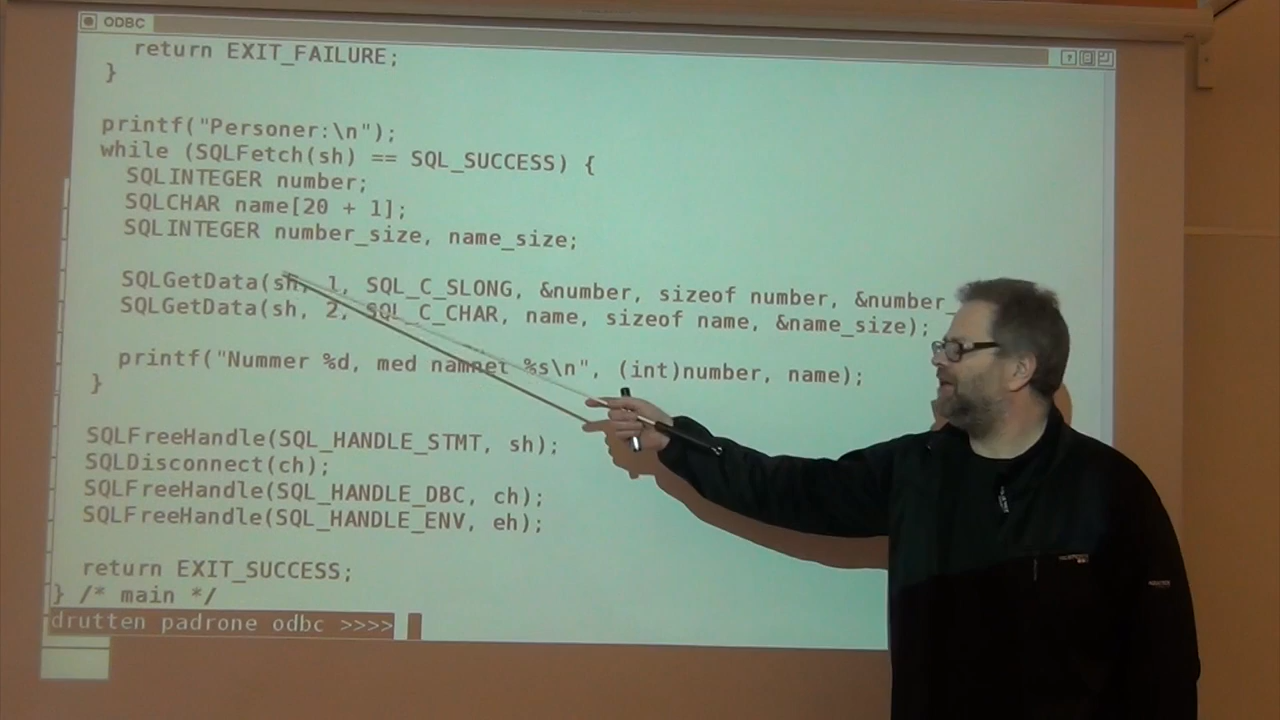 ODBC
return EXIT_FAILURE;
}
printf("Personer:\n");
while (SQLFetch(sh) == SQL_SUCCESS) {
SQLINTEGER number;
SQLCHAR name[20 + 1];
SQLINTEGER number_size, name_size;
SQLGetData(sh, 1, SQL_C_SLONG, &number, sizeof number, &number_
SQLGetData(sh, 2, SQL_C_CHAR, name, sizeof name, &name_size);
printf("Nummer %d, med namnet %s\n", (int)number, name);
}
SQLFreeHandle(SQL_HANDLE_STMT, sh);
SQLDisconnect(ch);
SQLFreeHandle(SQL_HANDLE_DBC, ch);
SQLFreeHandle(SQL_HANDLE_ENV, eh);
return EXIT_SUCCESS;
} /* main */
drutten padrone odbc >>>>